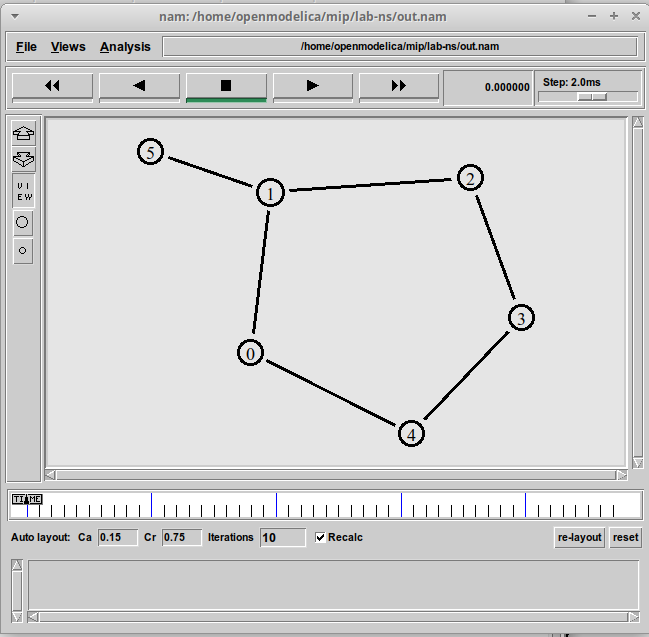 nam: /home/openmodelica/mip/lab-ns/out.nam
File Views Analysis /home/openmodelica/mip/lab-ns/out.nam
0.000000 Step: 2.0ms
VI
EW
5
1
2
3
0
4
TIME
Auto layout: Ca 0.15 Cr 0.75 Iterations 10 Recalc re-layout reset